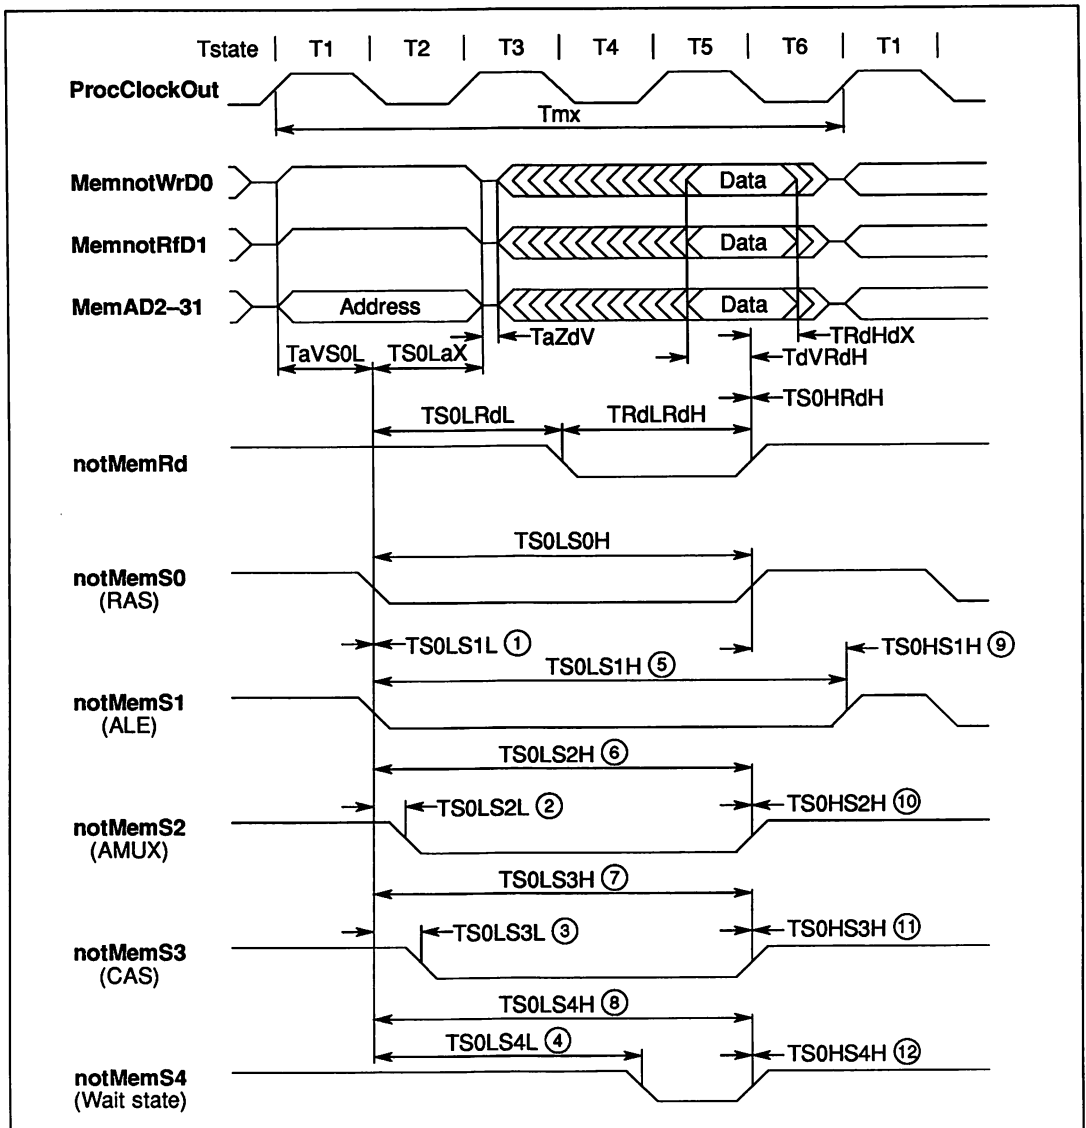 Tstate | T1 | T2 | T3 | T4 | T5 | T6 | T1 |
ProcClockOut
Tmx
MemnotWrD0
Data
MemnotRfD1
Data
MemAD2–31
Address
Data
TaZdV
TRdHdX
TaVS0L
TS0LaX
TdVRdH
TS0HRdH
TS0LRdL
TRdLRdH
notMemRd
TS0LS0H
notMemS0
(RAS)
TS0LS1L ①
TS0HS1H ⑨
TS0LS1H ⑤
notMemS1
(ALE)
TS0LS2H ⑥
TS0LS2L ②
TS0HS2H ⑩
notMemS2
(AMUX)
TS0LS3H ⑦
TS0LS3L ③
TS0HS3H ⑪
notMemS3
(CAS)
TS0LS4H ⑧
TS0LS4L ④
TS0HS4H ⑫
notMemS4
(Wait state)